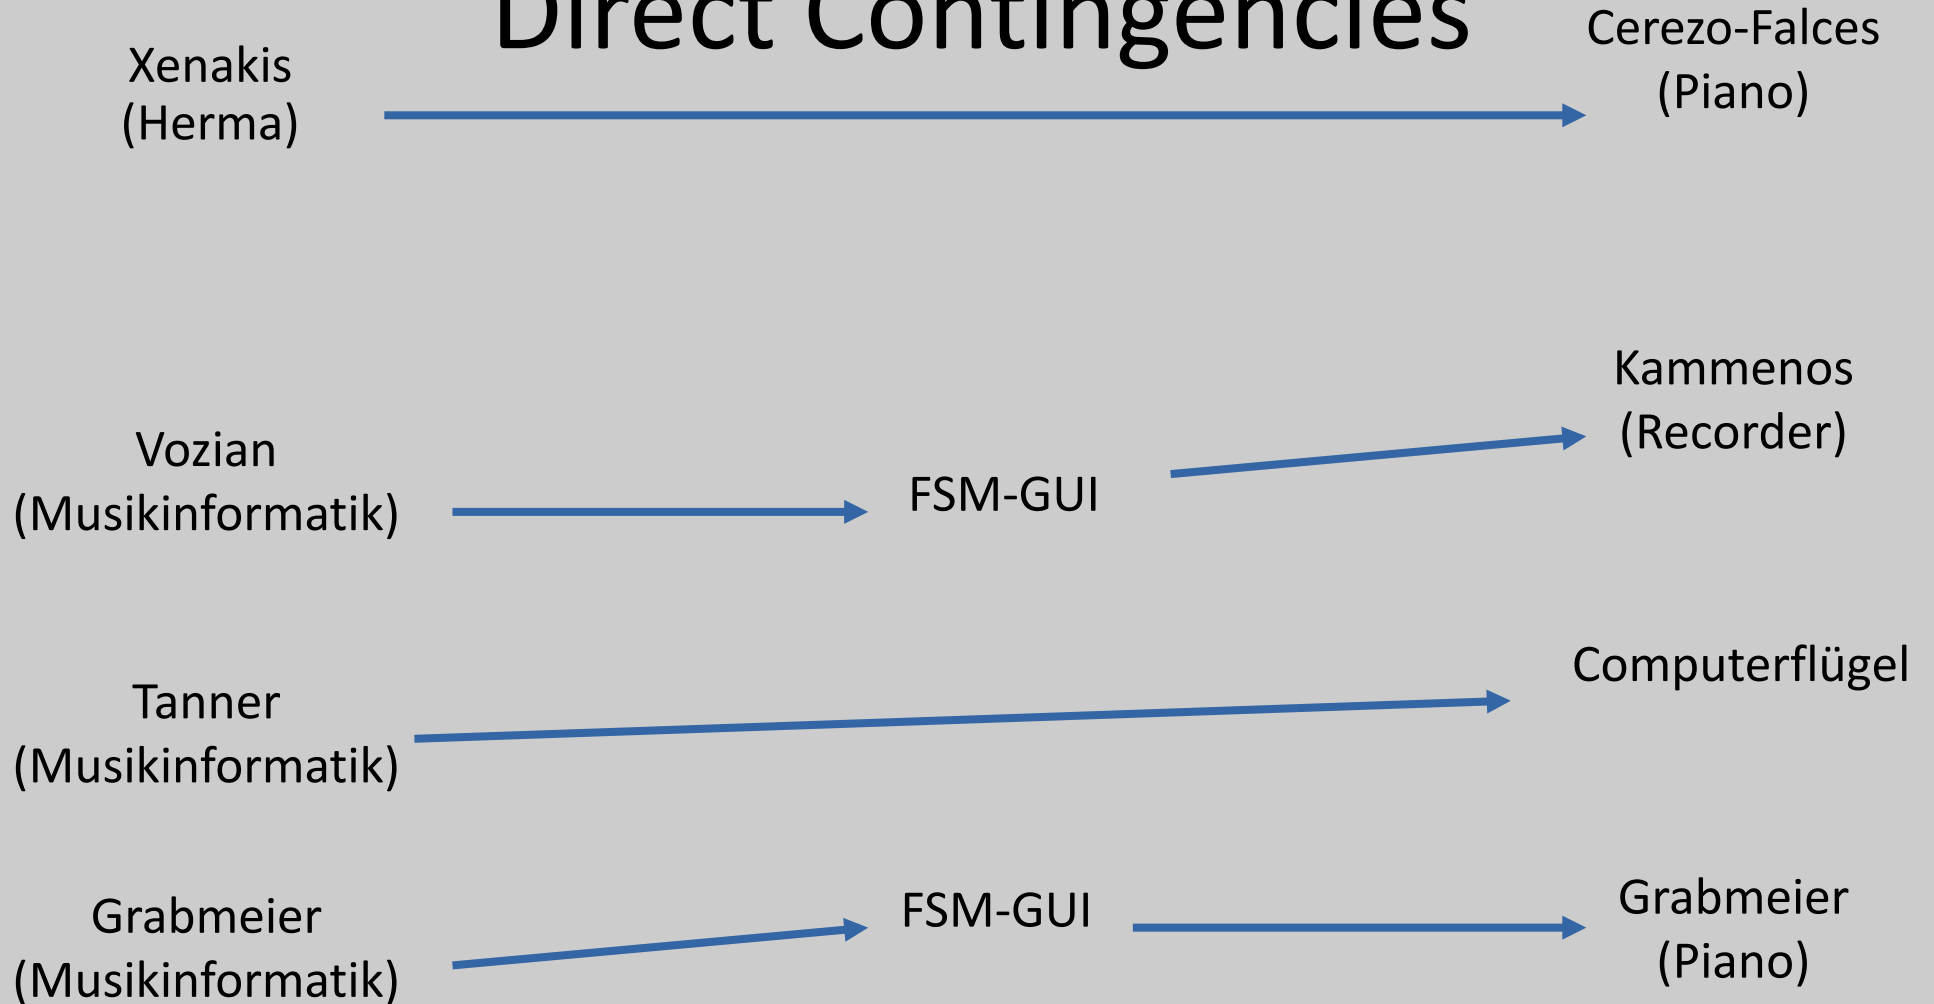 Direct Contingencies
Xenakis
(Herma)
Cerezo-Falces
(Piano)
Vozian
(Musikinformatik)
FSM-GUI
Kammenos
(Recorder)
Tanner
(Musikinformatik)
Computerflügel
Grabmeier
(Musikinformatik)
FSM-GUI
Grabmeier
(Piano)